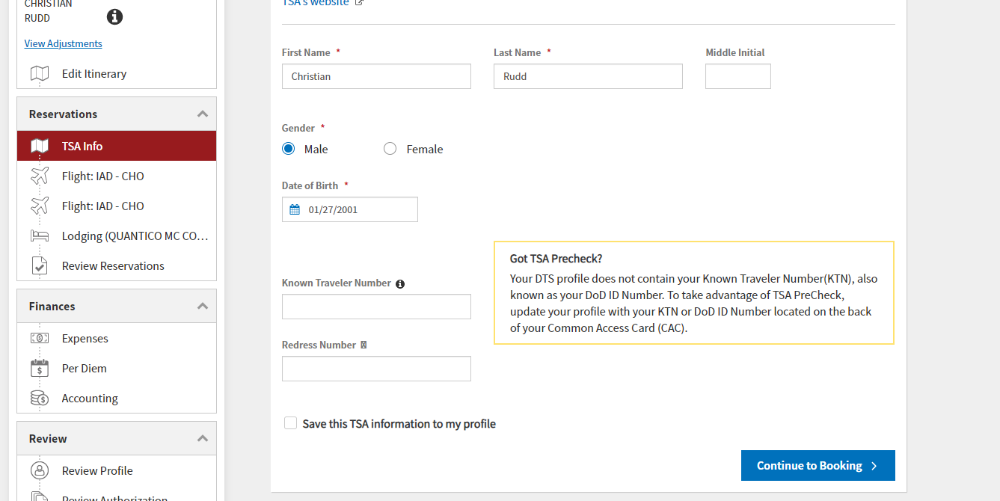 CHRISTIAN
RUDD
View Adjustments
Edit Itinerary
Reservations
TSA Info
Flight: IAD - CHO
Flight: IAD - CHO
Lodging (QUANTICO MC CO...
Review Reservations
Finances
Expenses
Per Diem
Accounting
Review
Review Profile
Review Authorization
TSA's website
First Name *
Last Name *
Middle Initial
Christian
Rudd
Gender *
Male
Female
Date of Birth *
01/27/2001
Known Traveler Number
Got TSA Precheck?
Your DTS profile does not contain your Known Traveler Number(KTN), also
known as your DoD ID Number. To take advantage of TSA PreCheck,
update your profile with your KTN or DoD ID Number located on the back
of your Common Access Card (CAC).
Redress Number
Save this TSA information to my profile
Continue to Booking